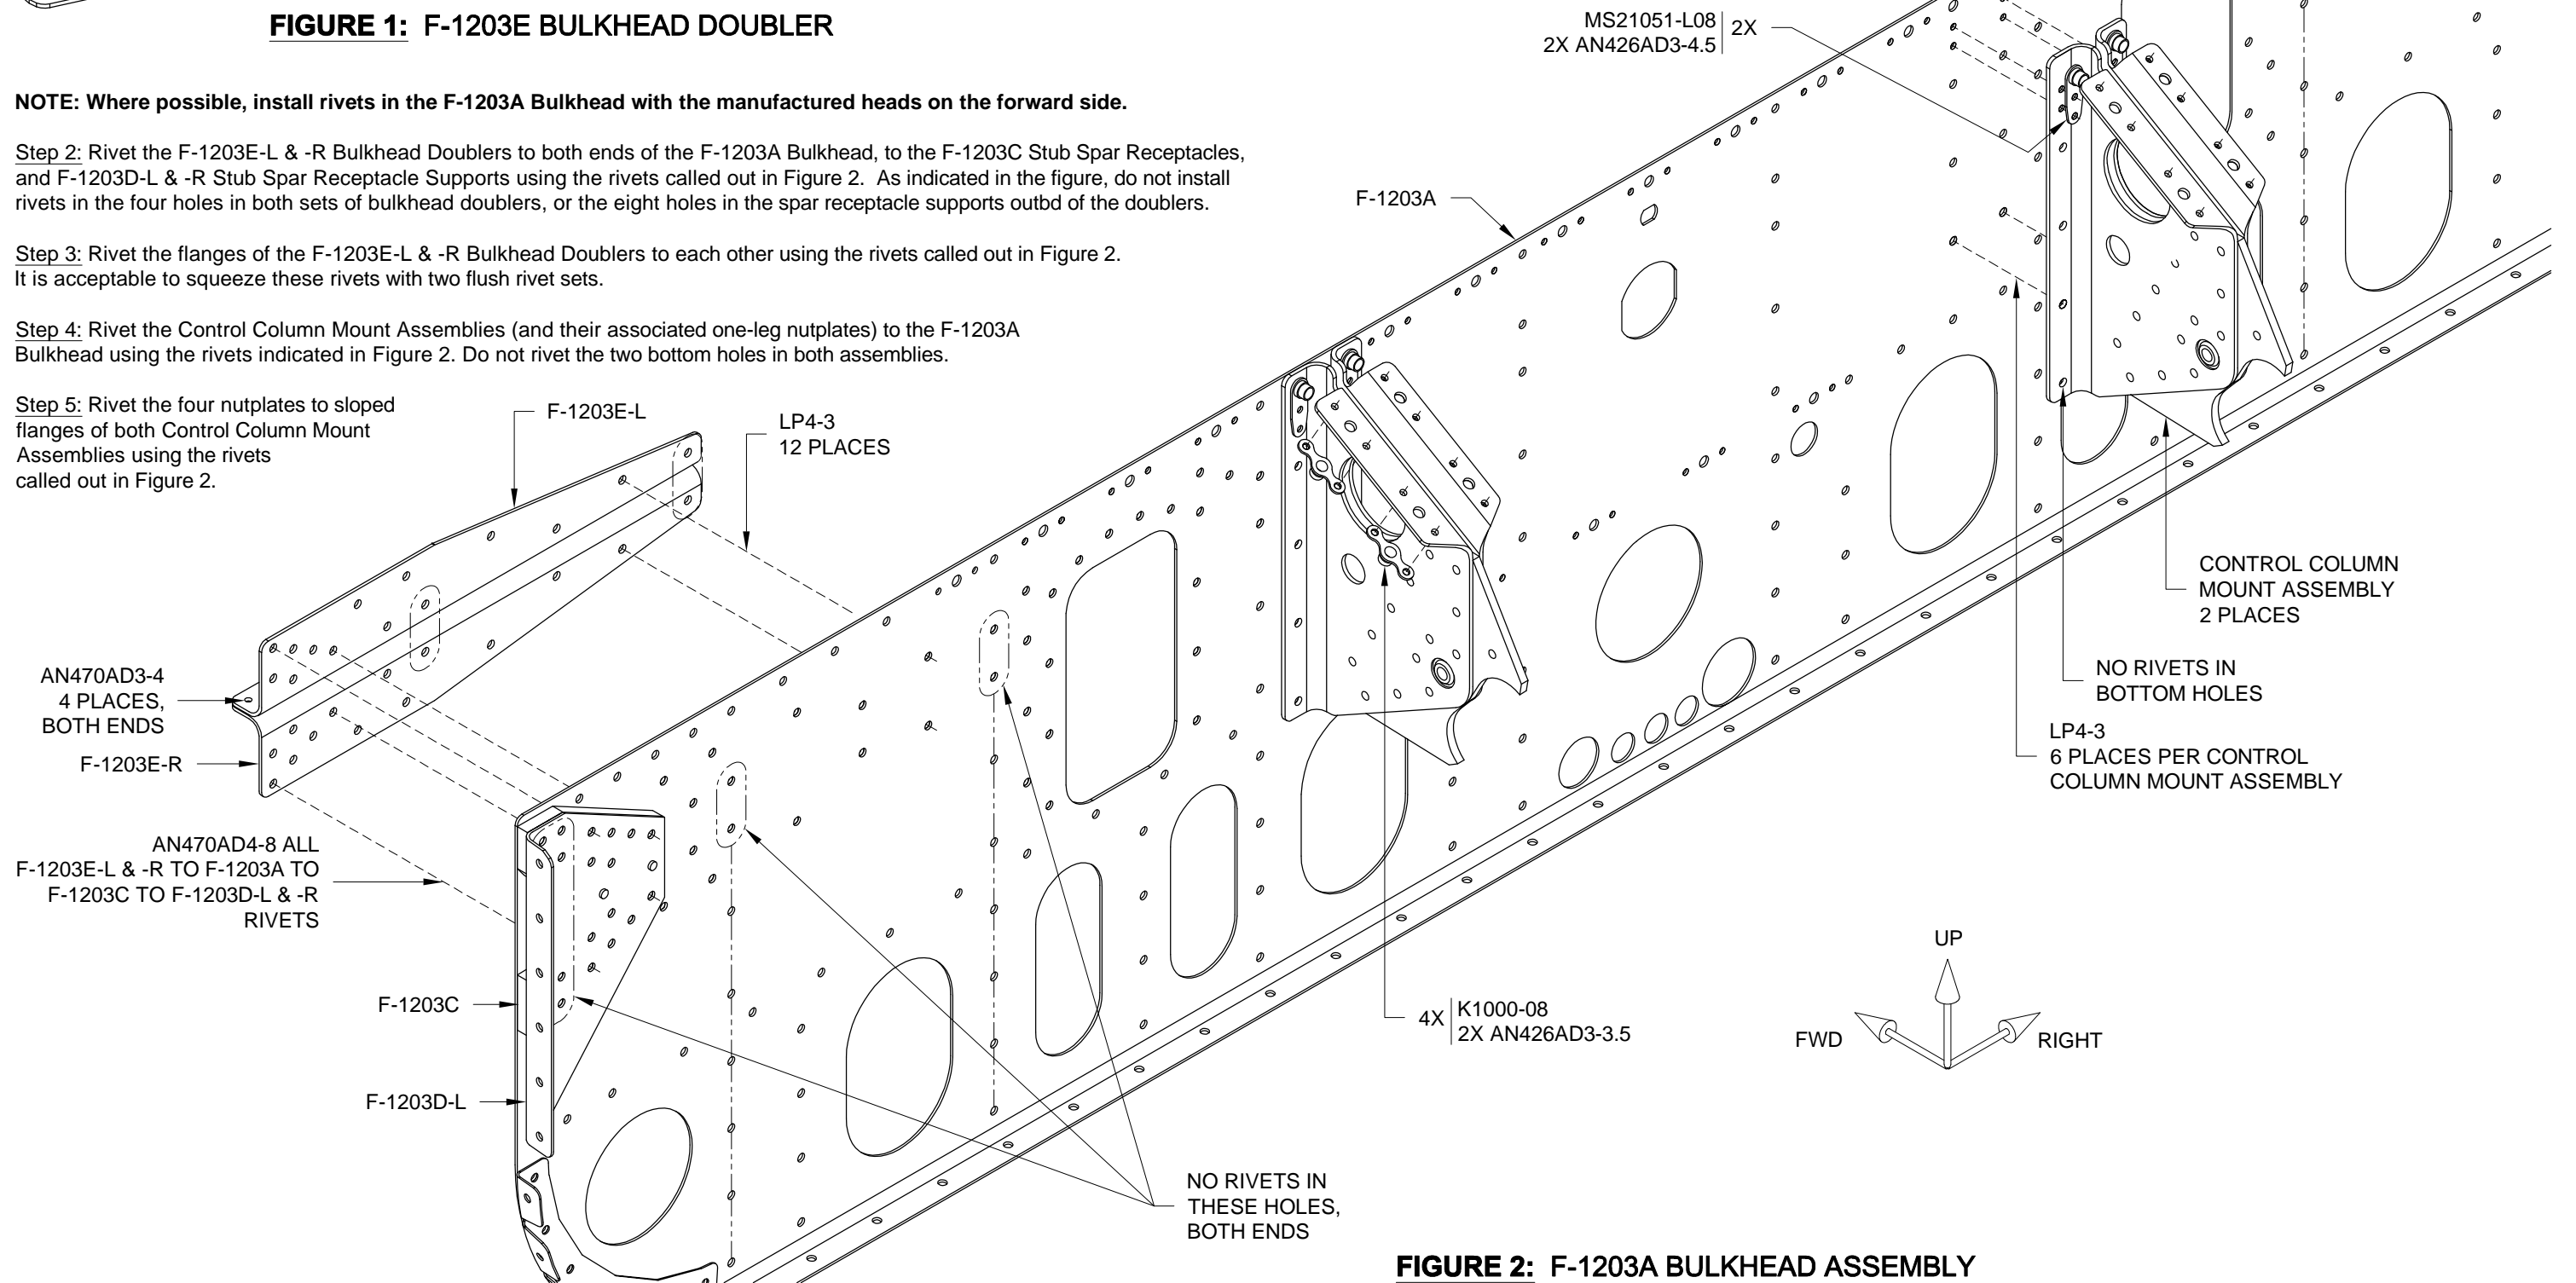 FIGURE 1: F-1203E BULKHEAD DOUBLER
NOTE: Where possible, install rivets in the F-1203A Bulkhead with the manufactured heads on the forward side.
Step 2: Rivet the F-1203E-L & -R Bulkhead Doublers to both ends of the F-1203A Bulkhead, to the F-1203C Stub Spar Receptacles,
and F-1203D-L & -R Stub Spar Receptacle Supports using the rivets called out in Figure 2.  As indicated in the figure, do not install
rivets in the four holes in both sets of bulkhead doublers, or the eight holes in the spar receptacle supports outbd of the doublers.
Step 3: Rivet the flanges of the F-1203E-L & -R Bulkhead Doublers to each other using the rivets called out in Figure 2.
It is acceptable to squeeze these rivets with two flush rivet sets.
Step 4: Rivet the Control Column Mount Assemblies (and their associated one-leg nutplates) to the F-1203A
Bulkhead using the rivets indicated in Figure 2. Do not rivet the two bottom holes in both assemblies.
Step 5: Rivet the four nutplates to sloped
flanges of both Control Column Mount
Assemblies using the rivets
called out in Figure 2.
MS21051-L08
2X AN426AD3-4.5
2X
F-1203A
F-1203E-L
LP4-3
12 PLACES
AN470AD3-4
4 PLACES,
BOTH ENDS
F-1203E-R
AN470AD4-8 ALL
F-1203E-L & -R TO F-1203A TO
F-1203C TO F-1203D-L & -R
RIVETS
F-1203C
F-1203D-L
CONTROL COLUMN
MOUNT ASSEMBLY
2 PLACES
NO RIVETS IN
BOTTOM HOLES
LP4-3
6 PLACES PER CONTROL
COLUMN MOUNT ASSEMBLY
4X
K1000-08
2X AN426AD3-3.5
UP
FWD
RIGHT
NO RIVETS IN
THESE HOLES,
BOTH ENDS
FIGURE 2: F-1203A BULKHEAD ASSEMBLY